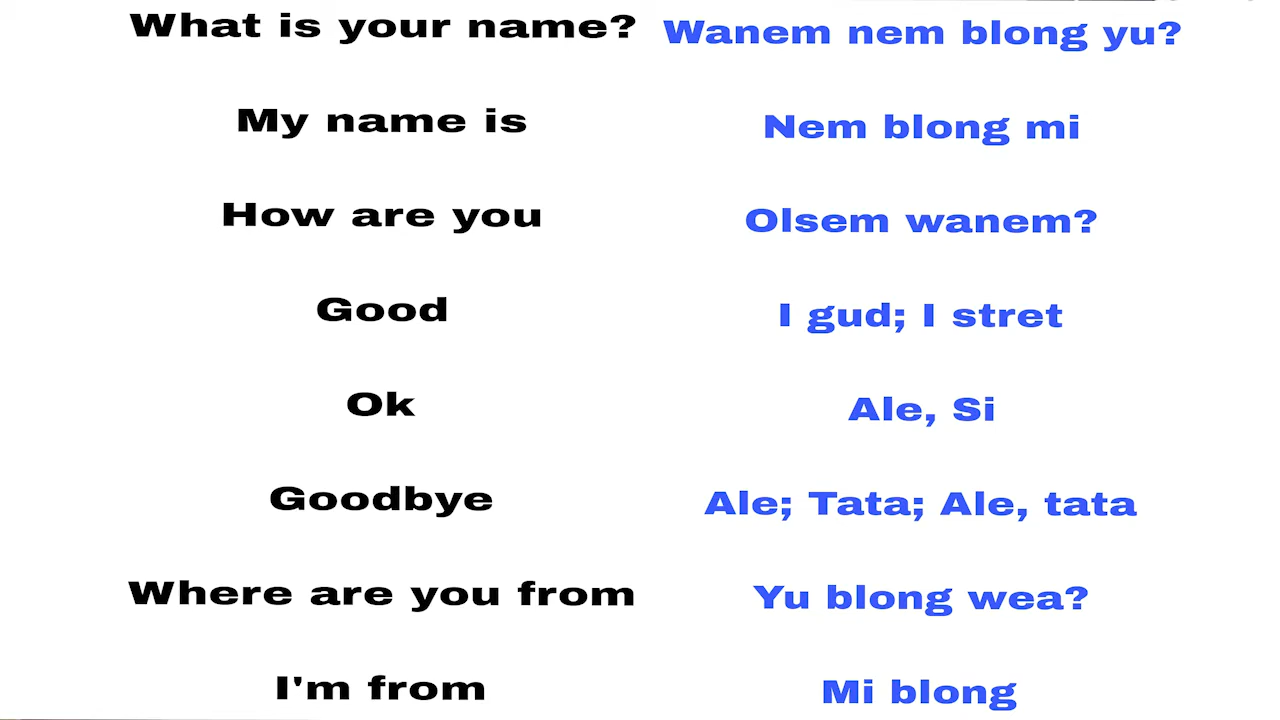 What is your name? Wanem nem blong yu?
My name is Nem blong mi
How are you Olsem wanem?
Good I gud; I stret
Ok Ale, Si
Goodbye Ale; Tata; Ale, tata
Where are you from Yu blong wea?
I'm from Mi blong